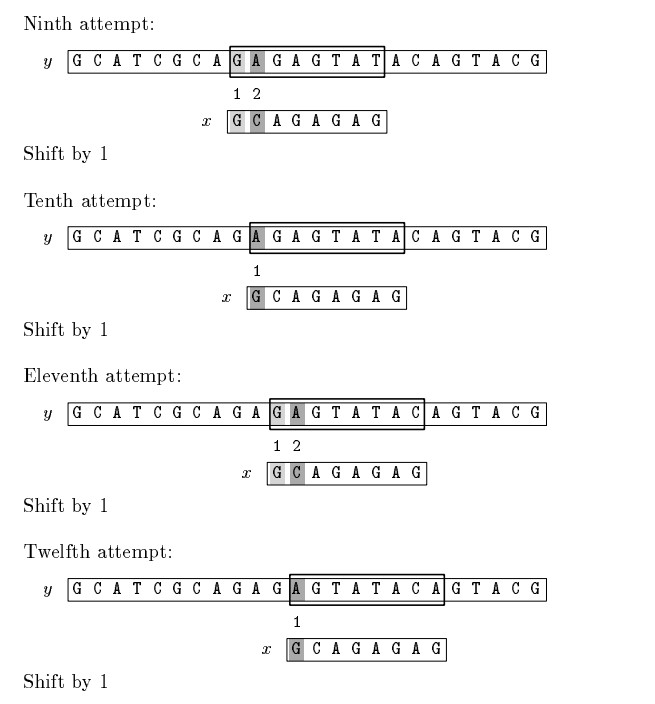 Ninth attempt:
y G C A T C G C A G A G A G T A T A C A G T A C G
1 2
x G C A G A G A G
Shift by 1
Tenth attempt:
y G C A T C G C A G A G A G T A T A C A G T A C G
1
x G C A G A G A G
Shift by 1
Eleventh attempt:
y G C A T C G C A G A G A G T A T A C A G T A C G
1 2
x G C A G A G A G
Shift by 1
Twelfth attempt:
y G C A T C G C A G A G A G T A T A C A G T A C G
1
x G C A G A G A G
Shift by 1